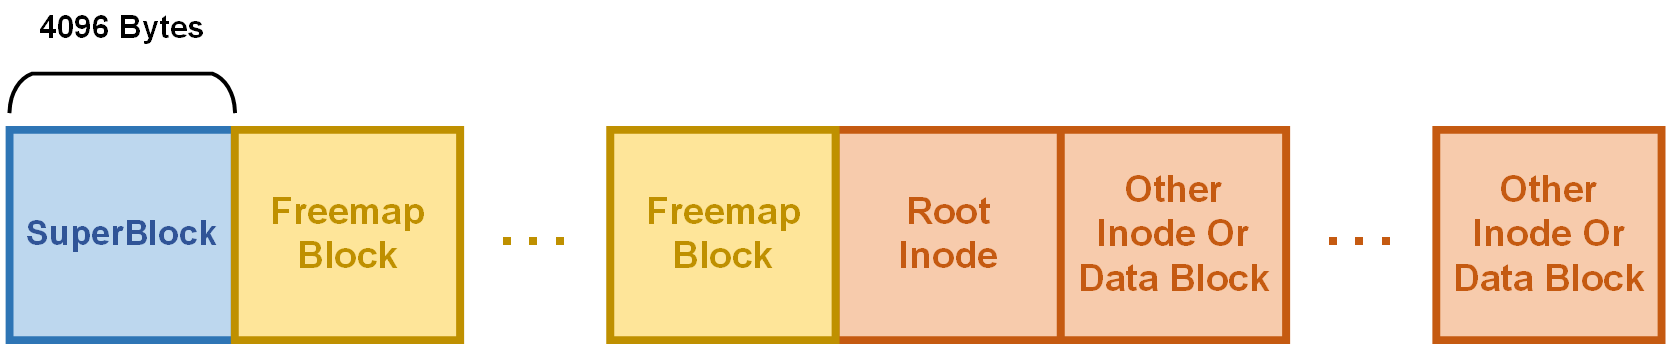 4096 Bytes
SuperBlock
Freemap
Block
Freemap
Block
Root
Inode
Other
Inode Or
Data Block
Other
Inode Or
Data Block